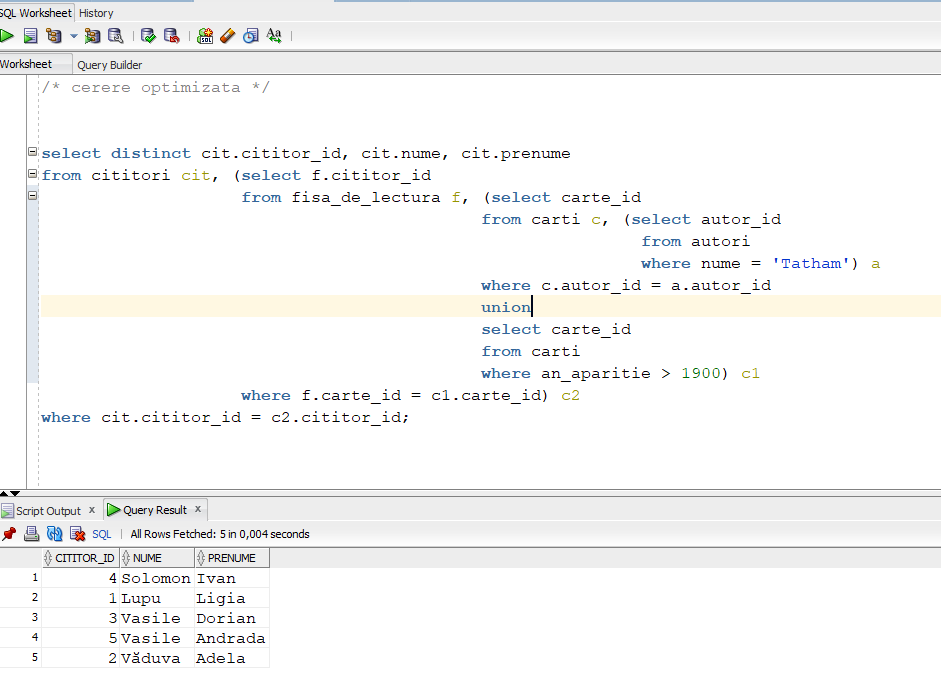 SQL Worksheet History
Worksheet Query Builder
/* cerere optimizata */
select distinct cit.cititor_id, cit.nume, cit.prenume
from cititori cit, (select f.cititor_id
from fisa_de_lectura f, (select carte_id
from carti c, (select autor_id
from autori
where nume = 'Tatham') a
where c.autor_id = a.autor_id
union
select carte_id
from carti
where an_aparitie > 1900) c1
where f.carte_id = c1.carte_id) c2
where cit.cititor_id = c2.cititor_id;
Script Output x Query Result x
SQL | All Rows Fetched: 5 in 0,004 seconds
CITITOR_ID NUME PRENUME
1 4 Solomon Ivan
2 1 Lupu Ligia
3 3 Vasile Dorian
4 5 Vasile Andrada
5 2 Văduva Adela